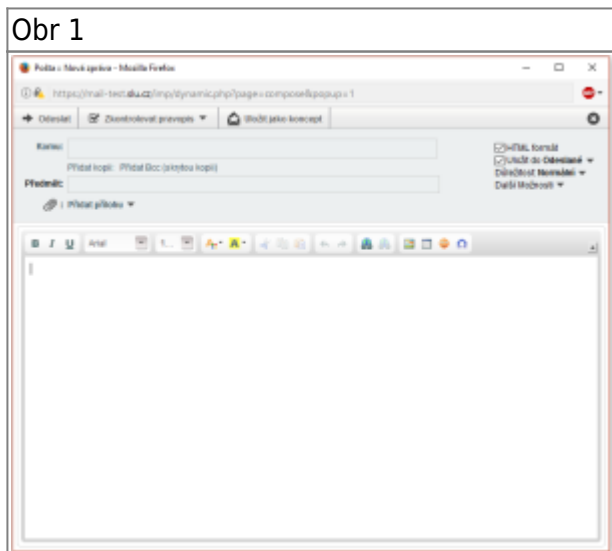 Obr 1
Pošta :: Nová zpráva - Mozilla Firefox
https://mail-test.slu.cz/imp/dynamic.php?page=compose&popup=1
Odeslat Zkontrolovat pravopis Uložit jako koncept
Komu:
HTML formát
Uložit do Odeslané
Přidat kopii Přidat Bcc (skrytou kopii)
Důležitost Normální
Předmět:
Další Možnosti
Přidat přílohu
B I U Arial 1... A A Ω